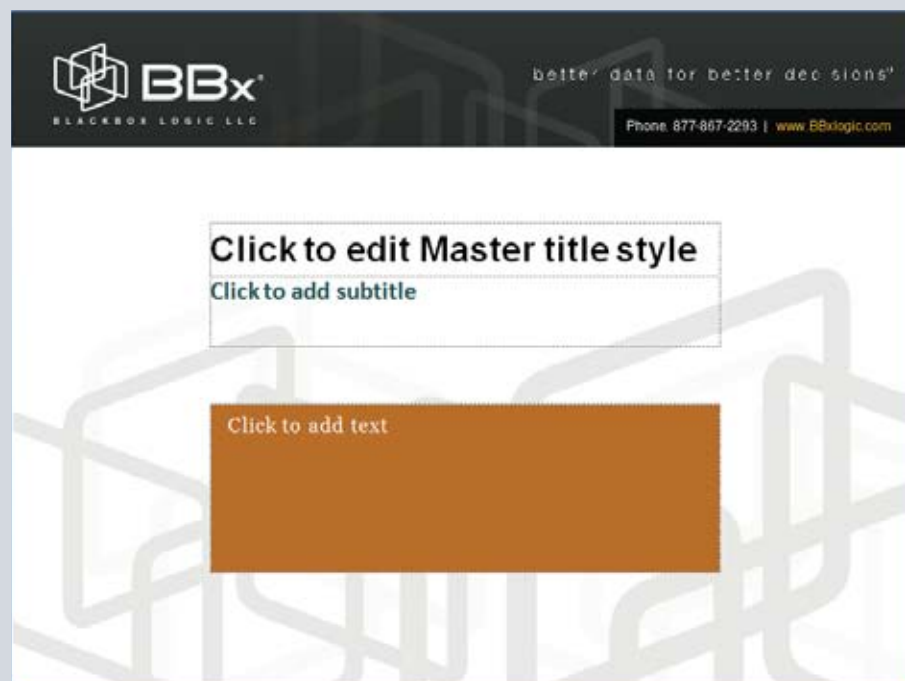 BBx
BLACKBOX LOGIC LLC
better data for better decisions
Phone. 877-867-2293 | www.BBxlogic.com
Click to edit Master title style
Click to add subtitle
Click to add text